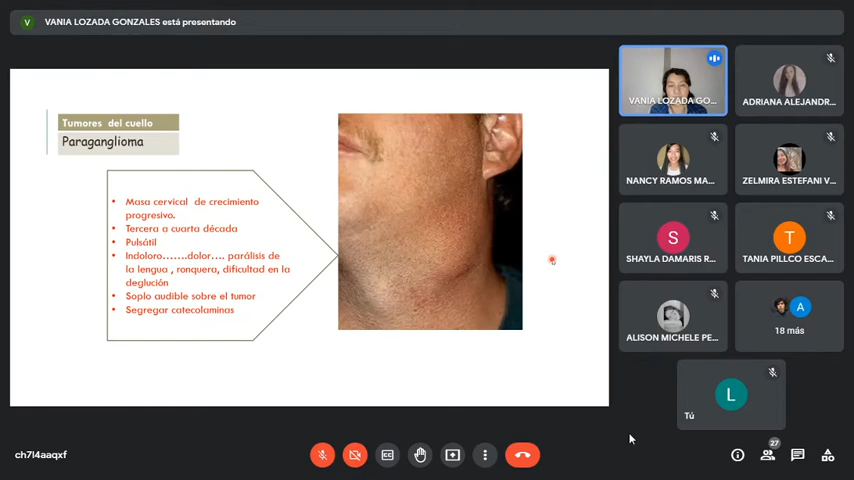 V
VANIA LOZADA GONZALES está presentando
Tumores del cuello
Paraganglioma
Masa cervical de crecimiento
progresivo.
Tercera a cuarta década
Pulsátil
Indoloro.......dolor.... parálisis de
la lengua , ronquera, dificultad en la
deglución
Soplo audible sobre el tumor
Segregar catecolaminas
VANIA LOZADA GO...
ADRIANA ALEJANDR...
NANCY RAMOS MA...
ZELMIRA ESTEFANI V...
S
SHAYLA DAMARIS R...
T
TANIA PILLCO ESCA...
ALISON MICHELE PE...
A
18 más
L
Tú
ch7l4aaqxf
CC
27